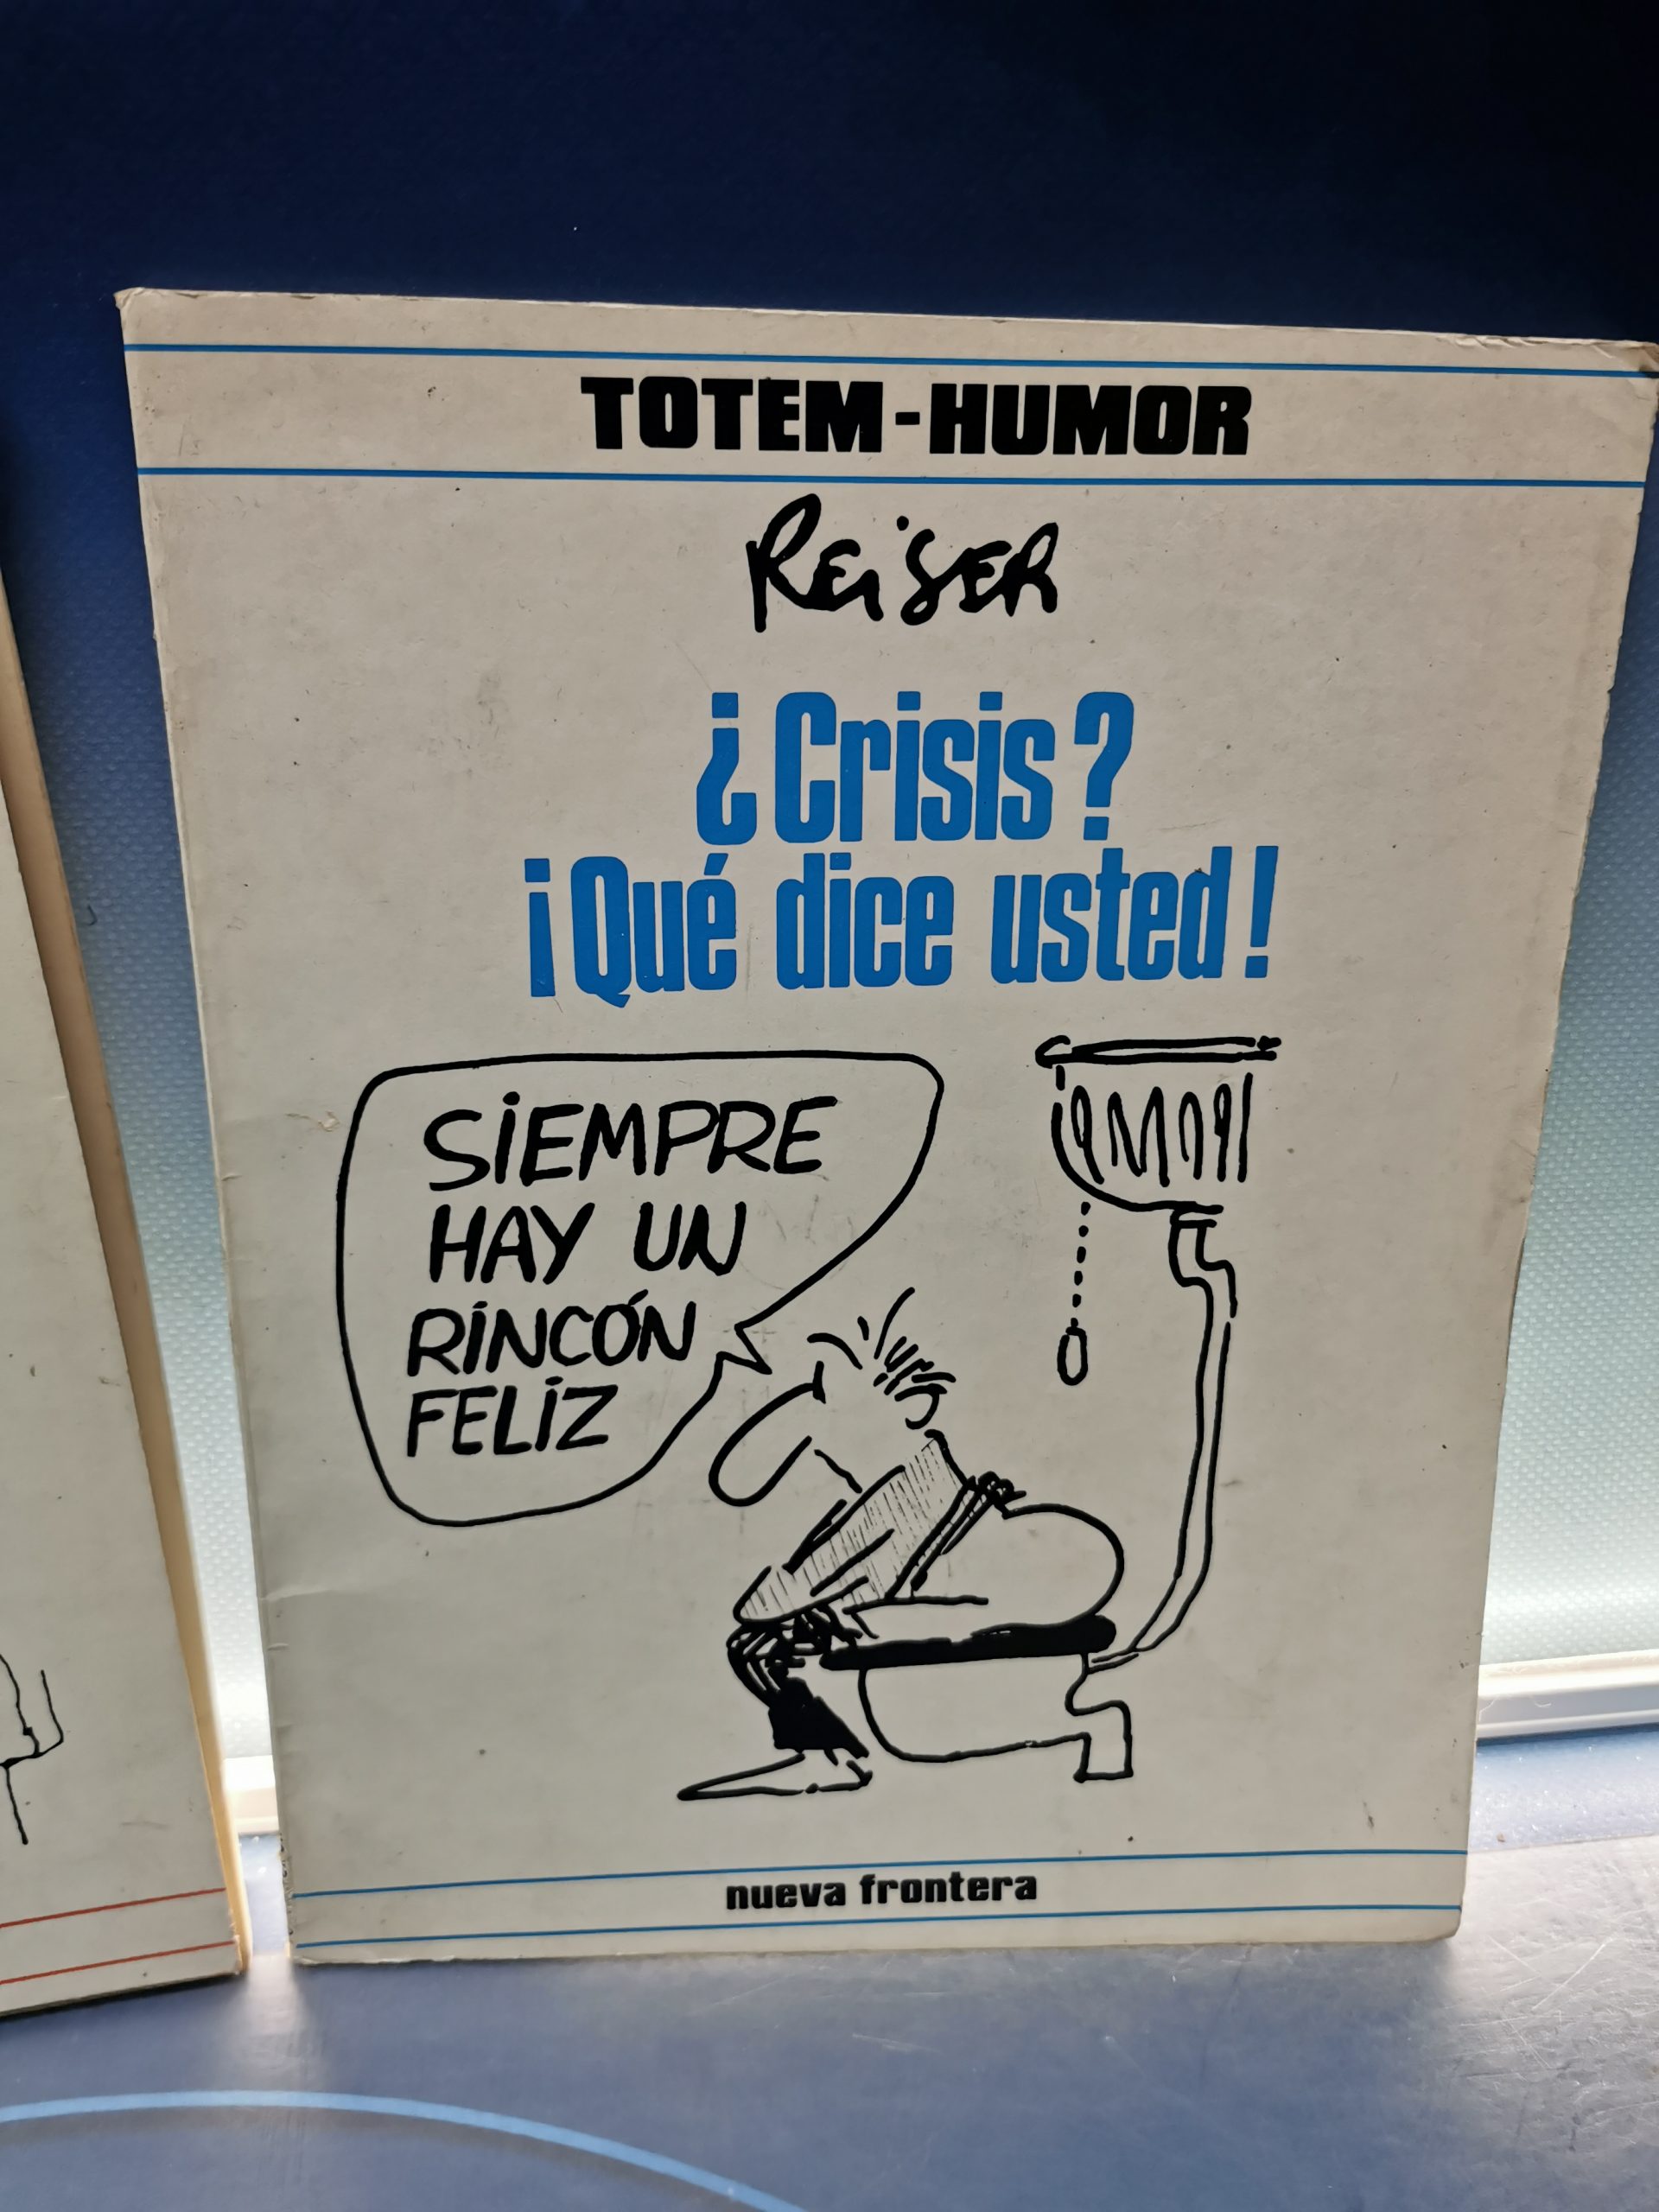 TOTEM-HUMOR
REiSER
¿Crisis?
¡Qué dice usted!
SiEMPRE
HAY UN
RiNCÓN
FELiZ
nueva frontera